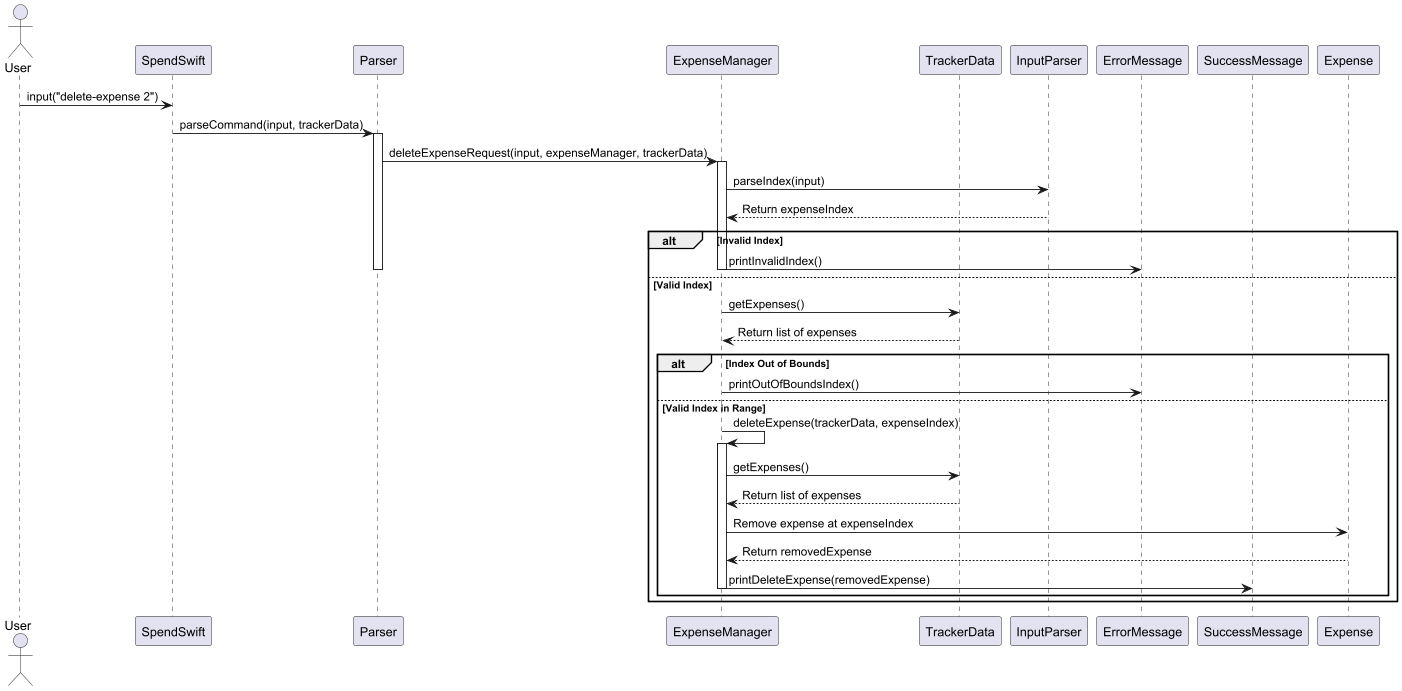 User
SpendSwift
Parser
ExpenseManager
TrackerData
InputParser
ErrorMessage
SuccessMessage
Expense
input("delete-expense 2")
parseCommand(input, trackerData)
deleteExpenseRequest(input, expenseManager, trackerData)
parseIndex(input)
Return expenseIndex
alt
[Invalid Index]
printInvalidIndex()
[Valid Index]
getExpenses()
Return list of expenses
alt
[Index Out of Bounds]
printOutOfBoundsIndex()
[Valid Index in Range]
deleteExpense(trackerData, expenseIndex)
getExpenses()
Return list of expenses
Remove expense at expenseIndex
Return removedExpense
printDeleteExpense(removedExpense)
User
SpendSwift
Parser
ExpenseManager
TrackerData
InputParser
ErrorMessage
SuccessMessage
Expense